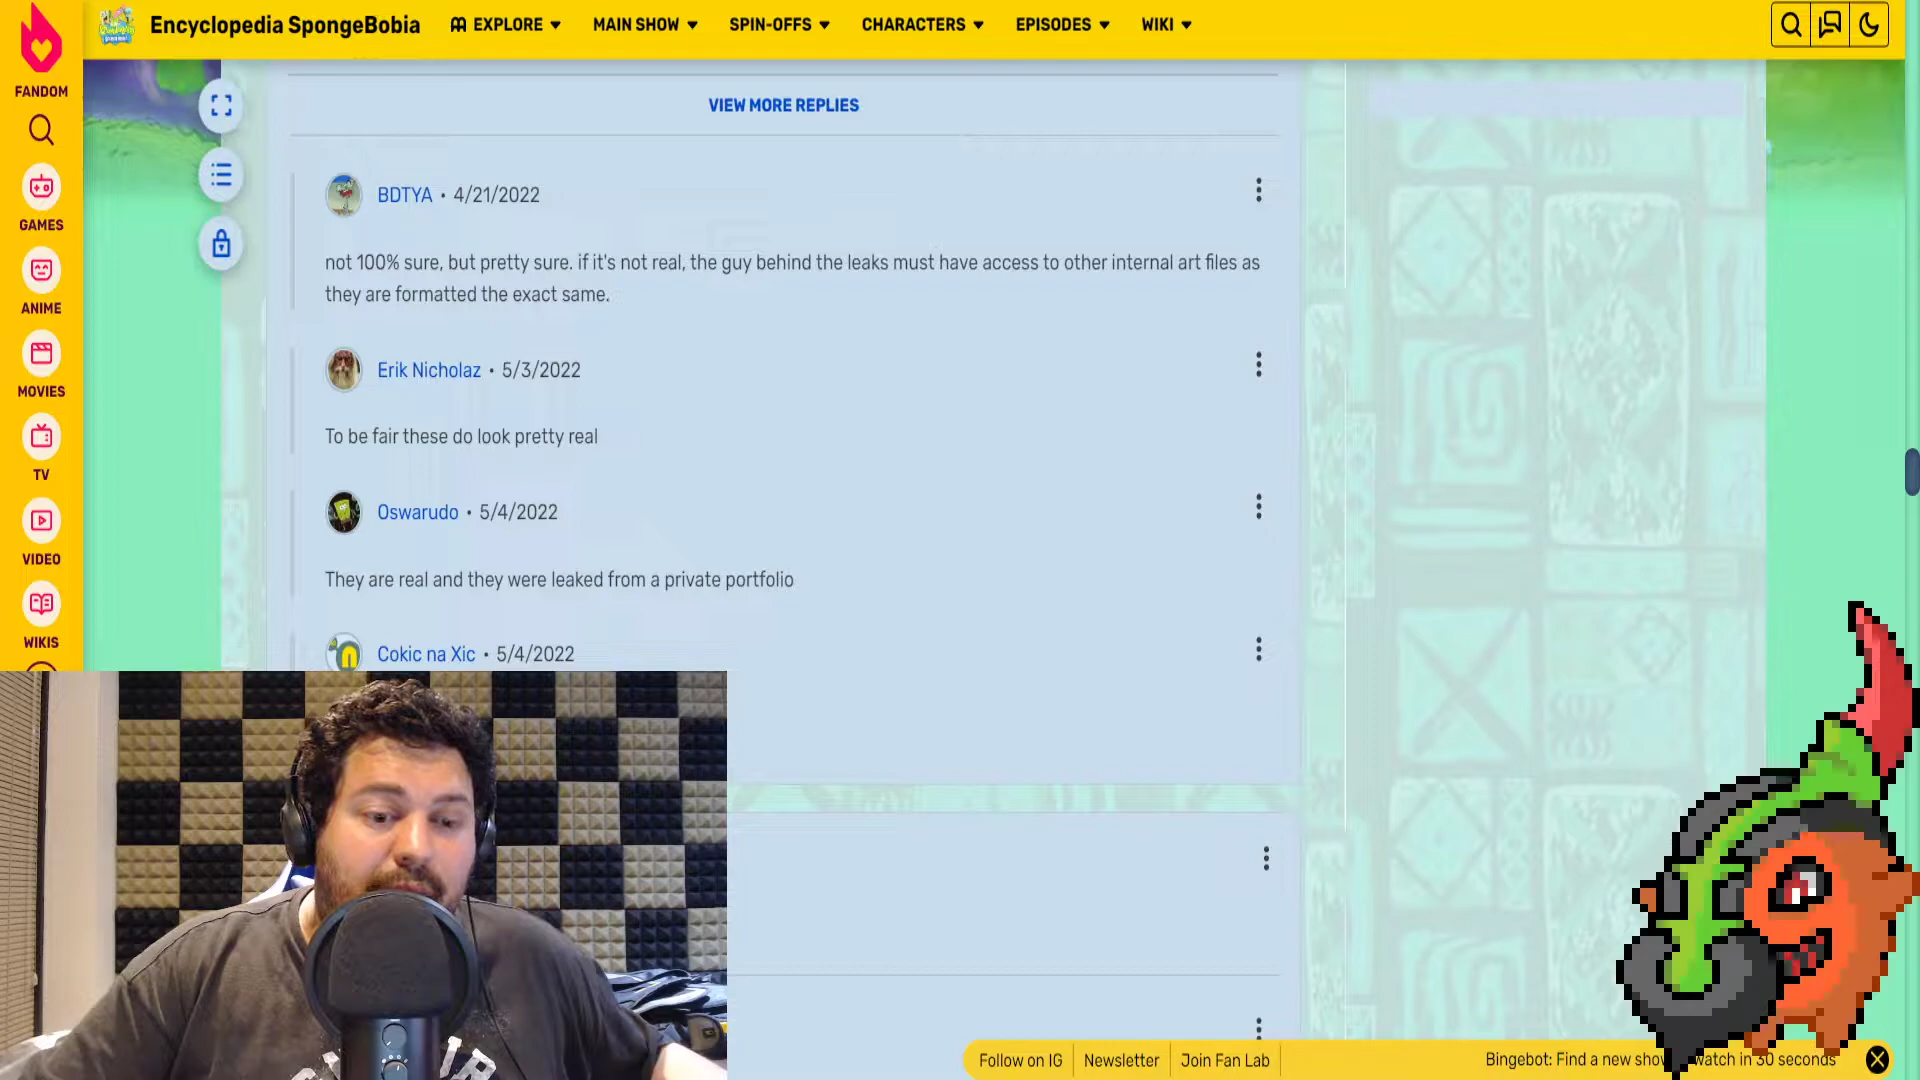 Encyclopedia SpongeBobia
EXPLORE
MAIN SHOW
SPIN-OFFS
CHARACTERS
EPISODES
WIKI
FANDOM
GAMES
ANIME
MOVIES
TV
VIDEO
WIKIS
VIEW MORE REPLIES
BDTYA • 4/21/2022
not 100% sure, but pretty sure. if it's not real, the guy behind the leaks must have access to other internal art files as
they are formatted the exact same.
Erik Nicholaz • 5/3/2022
To be fair these do look pretty real
Oswarudo • 5/4/2022
They are real and they were leaked from a private portfolio
Cokic na Xic • 5/4/2022
Follow on IG
Newsletter
Join Fan Lab
Bingebot: Find a new show watch in 30 seconds